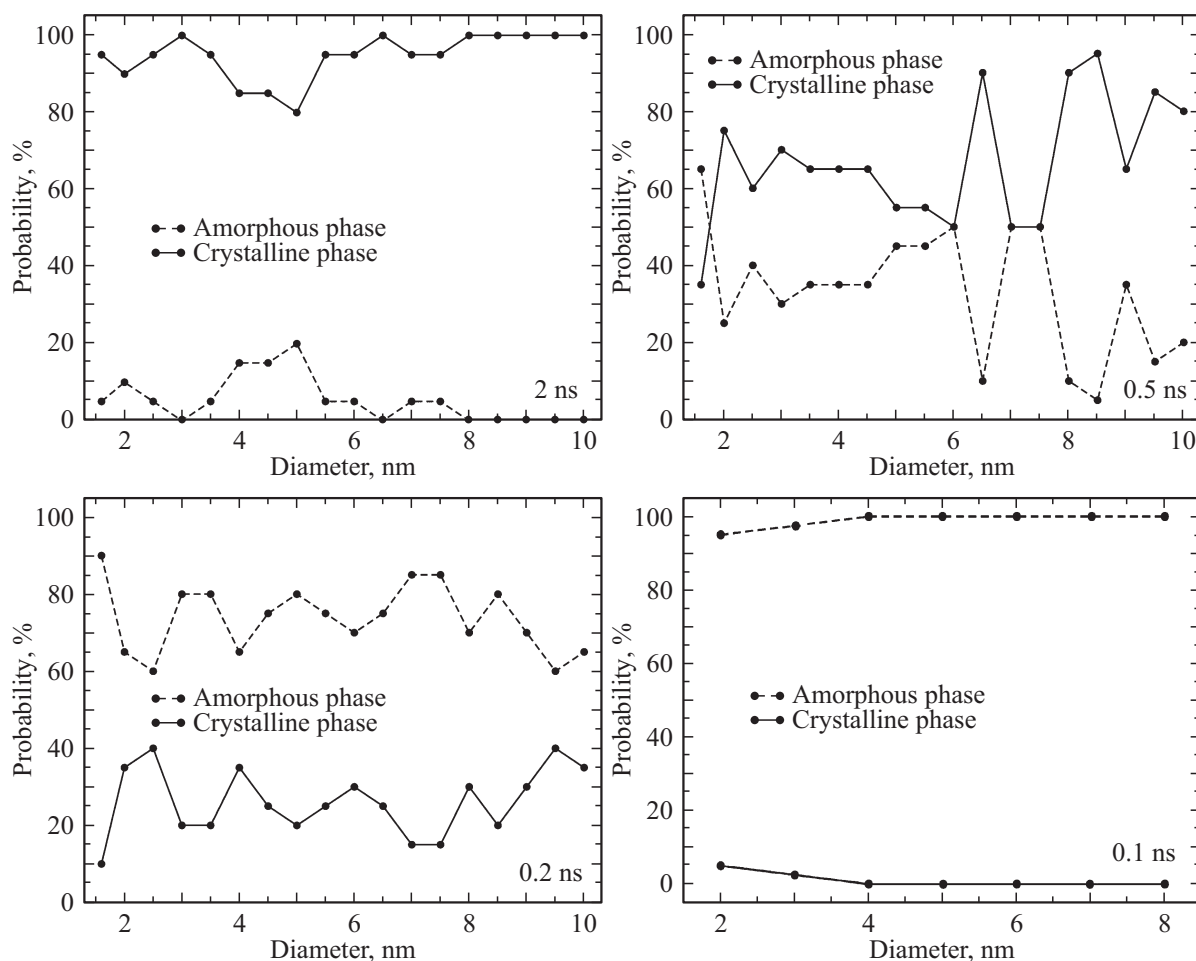 100
80
60
40
20
0
Probability, %
Amorphous phase
Crystalline phase
2 ns
2 4 6 8 10
Diameter, nm
100
80
60
40
20
0
Probability, %
Amorphous phase
Crystalline phase
0.5 ns
2 4 6 8 10
Diameter, nm
100
80
60
40
20
0
Probability, %
Amorphous phase
Crystalline phase
0.2 ns
2 4 6 8 10
Diameter, nm
100
80
60
40
20
0
Probability, %
Amorphous phase
Crystalline phase
0.1 ns
2 4 6 8
Diameter, nm